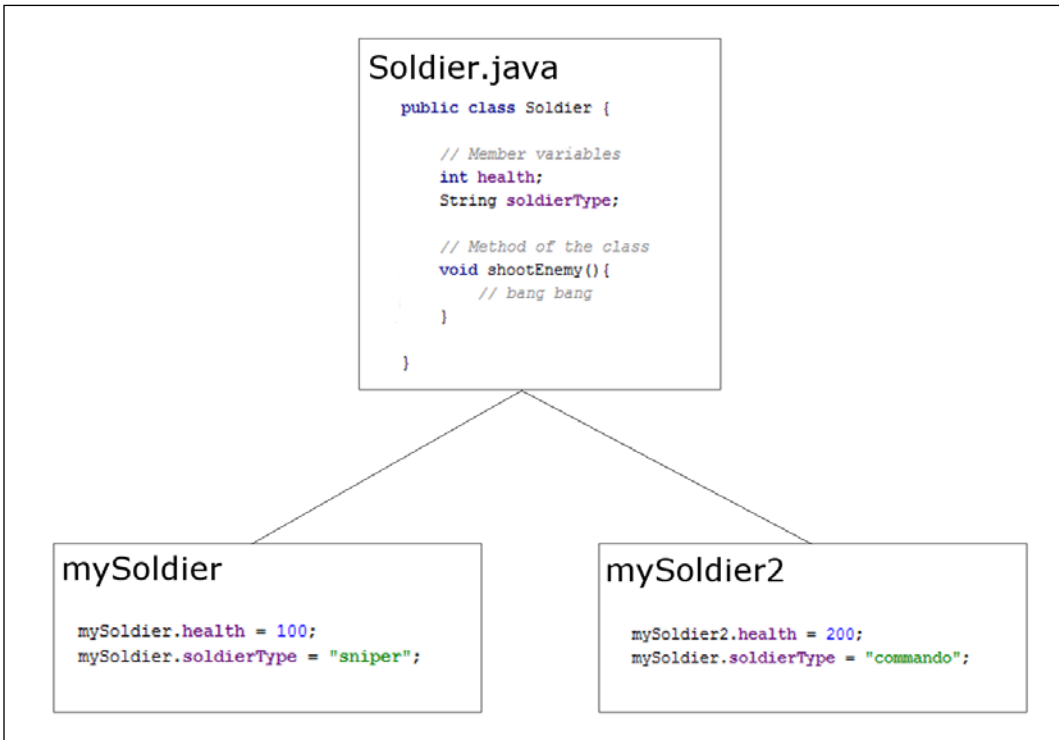 Soldier.java
public class Soldier {
// Member variables
int health;
String soldierType;
// Method of the class
void shootEnemy(){
// bang bang
}
}
mySoldier
mySoldier.health = 100;
mySoldier.soldierType = "sniper";
mySoldier2
mySoldier2.health = 200;
mySoldier.soldierType = "commando";